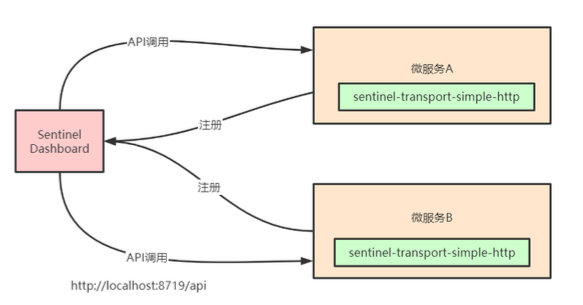 API调用
微服务A
sentinel-transport-simple-http
注册
Sentinel
Dashboard
注册
微服务B
sentinel-transport-simple-http
API调用
http://localhost:8719/api